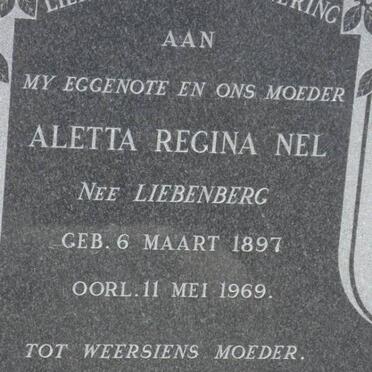 AAN
MY EGGENOTE EN ONS MOEDER
ALETTA REGINA NEL
NEE LIEBENBERG
GEB. 6 MAART 1897
OORL. 11 MEI 1969.
TOT WEERSIENS MOEDER.